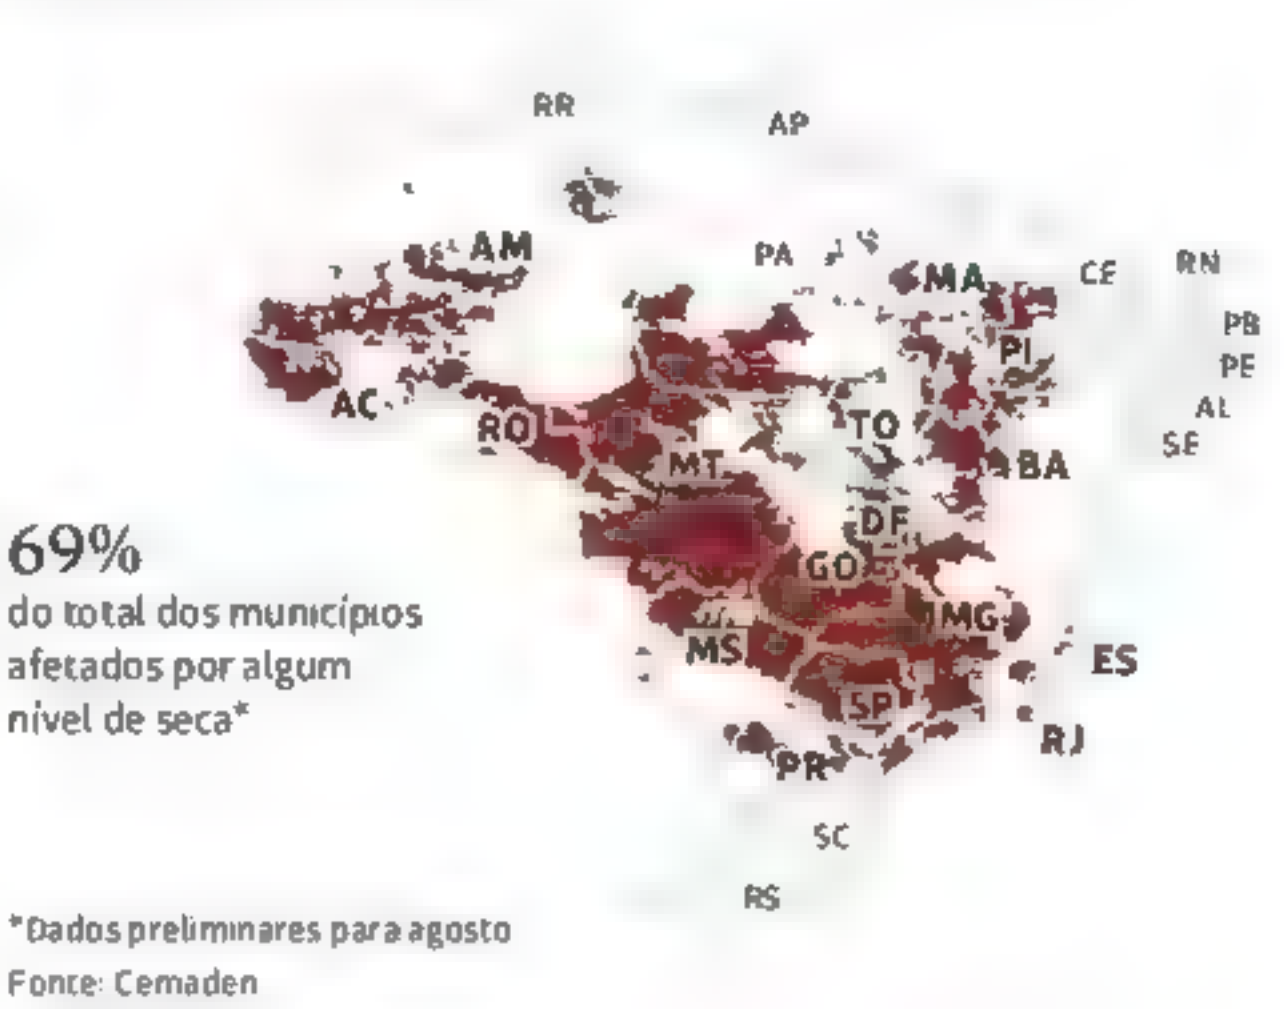 RR
AP
AM
PA
MA
CE
RN
PB
PI
PE
AC
AL
RO
TO
SE
MT
BA
DF
69%
GO
do total dos municípios
MG
MS
ES
afetados por algum
SP
nível de seca*
RJ
PR
SC
RS
*Dados preliminares para agosto
Fonte: Cemaden